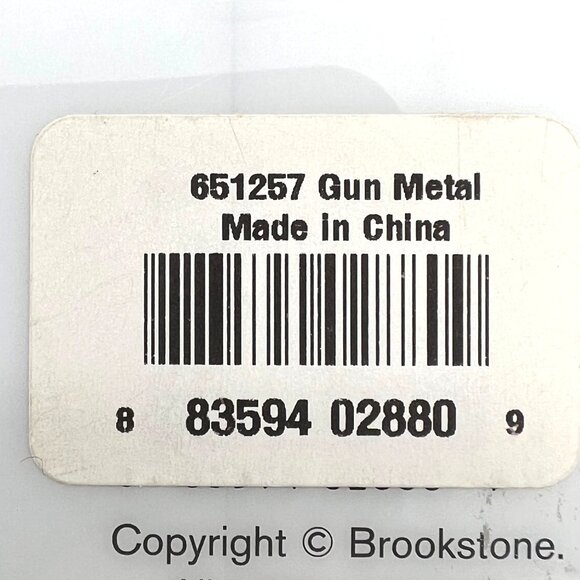 651257 Gun Metal
Made in China
8 83594 02880 9
Copyright © Brookstone.